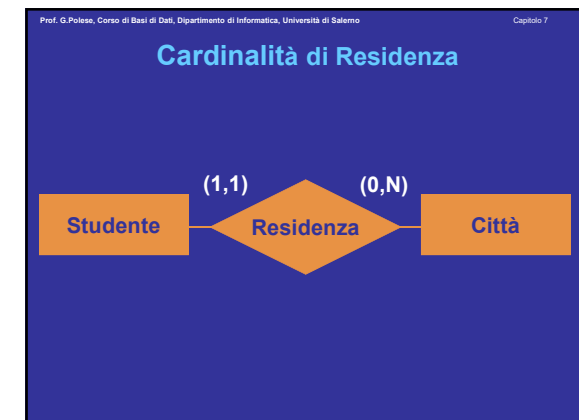 Prof. G.Polese, Corso di Basi di Dati, Dipartimento di Informatica, Università di Salerno Capitolo 7
Cardinalità di Residenza
(1,1) (0,N)
Studente Residenza Città